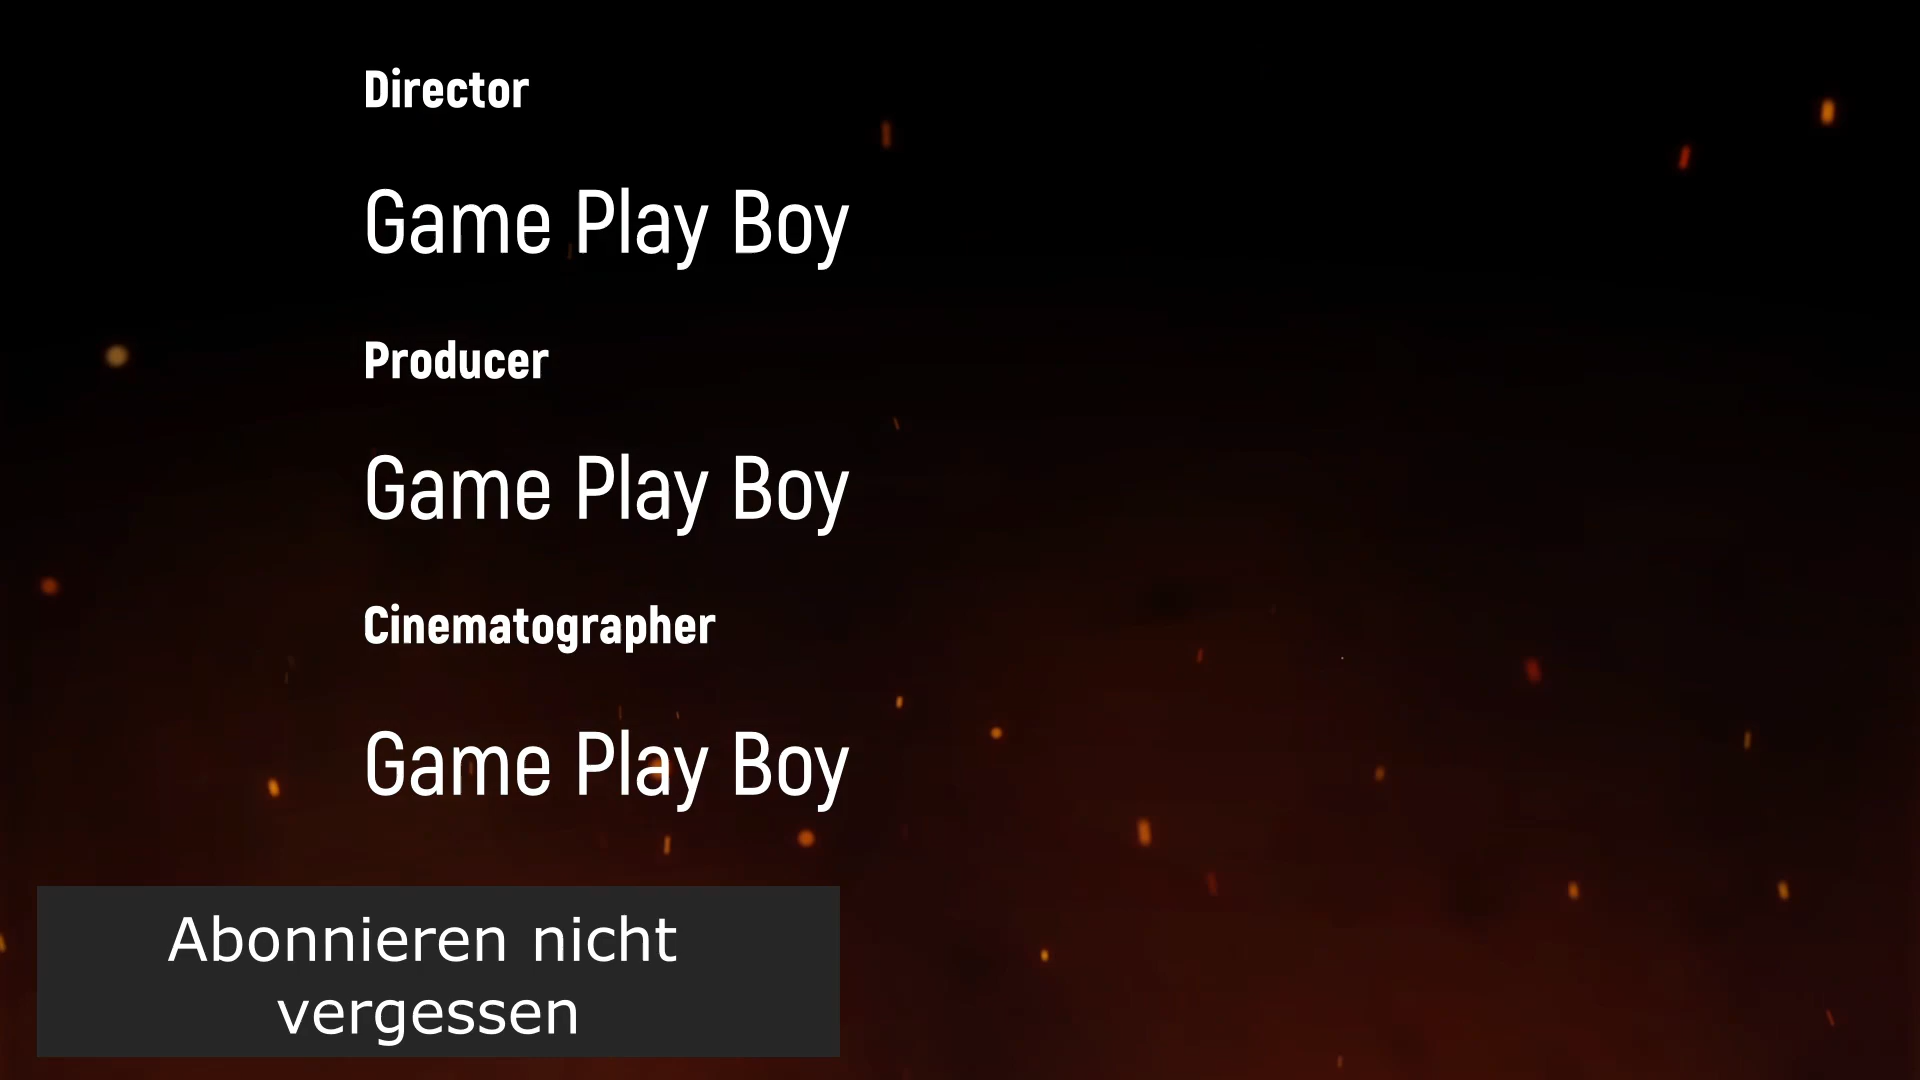 Director
Game Play Boy
Producer
Game Play Boy
Cinematographer
Game Play Boy
Abonnieren nicht
vergessen